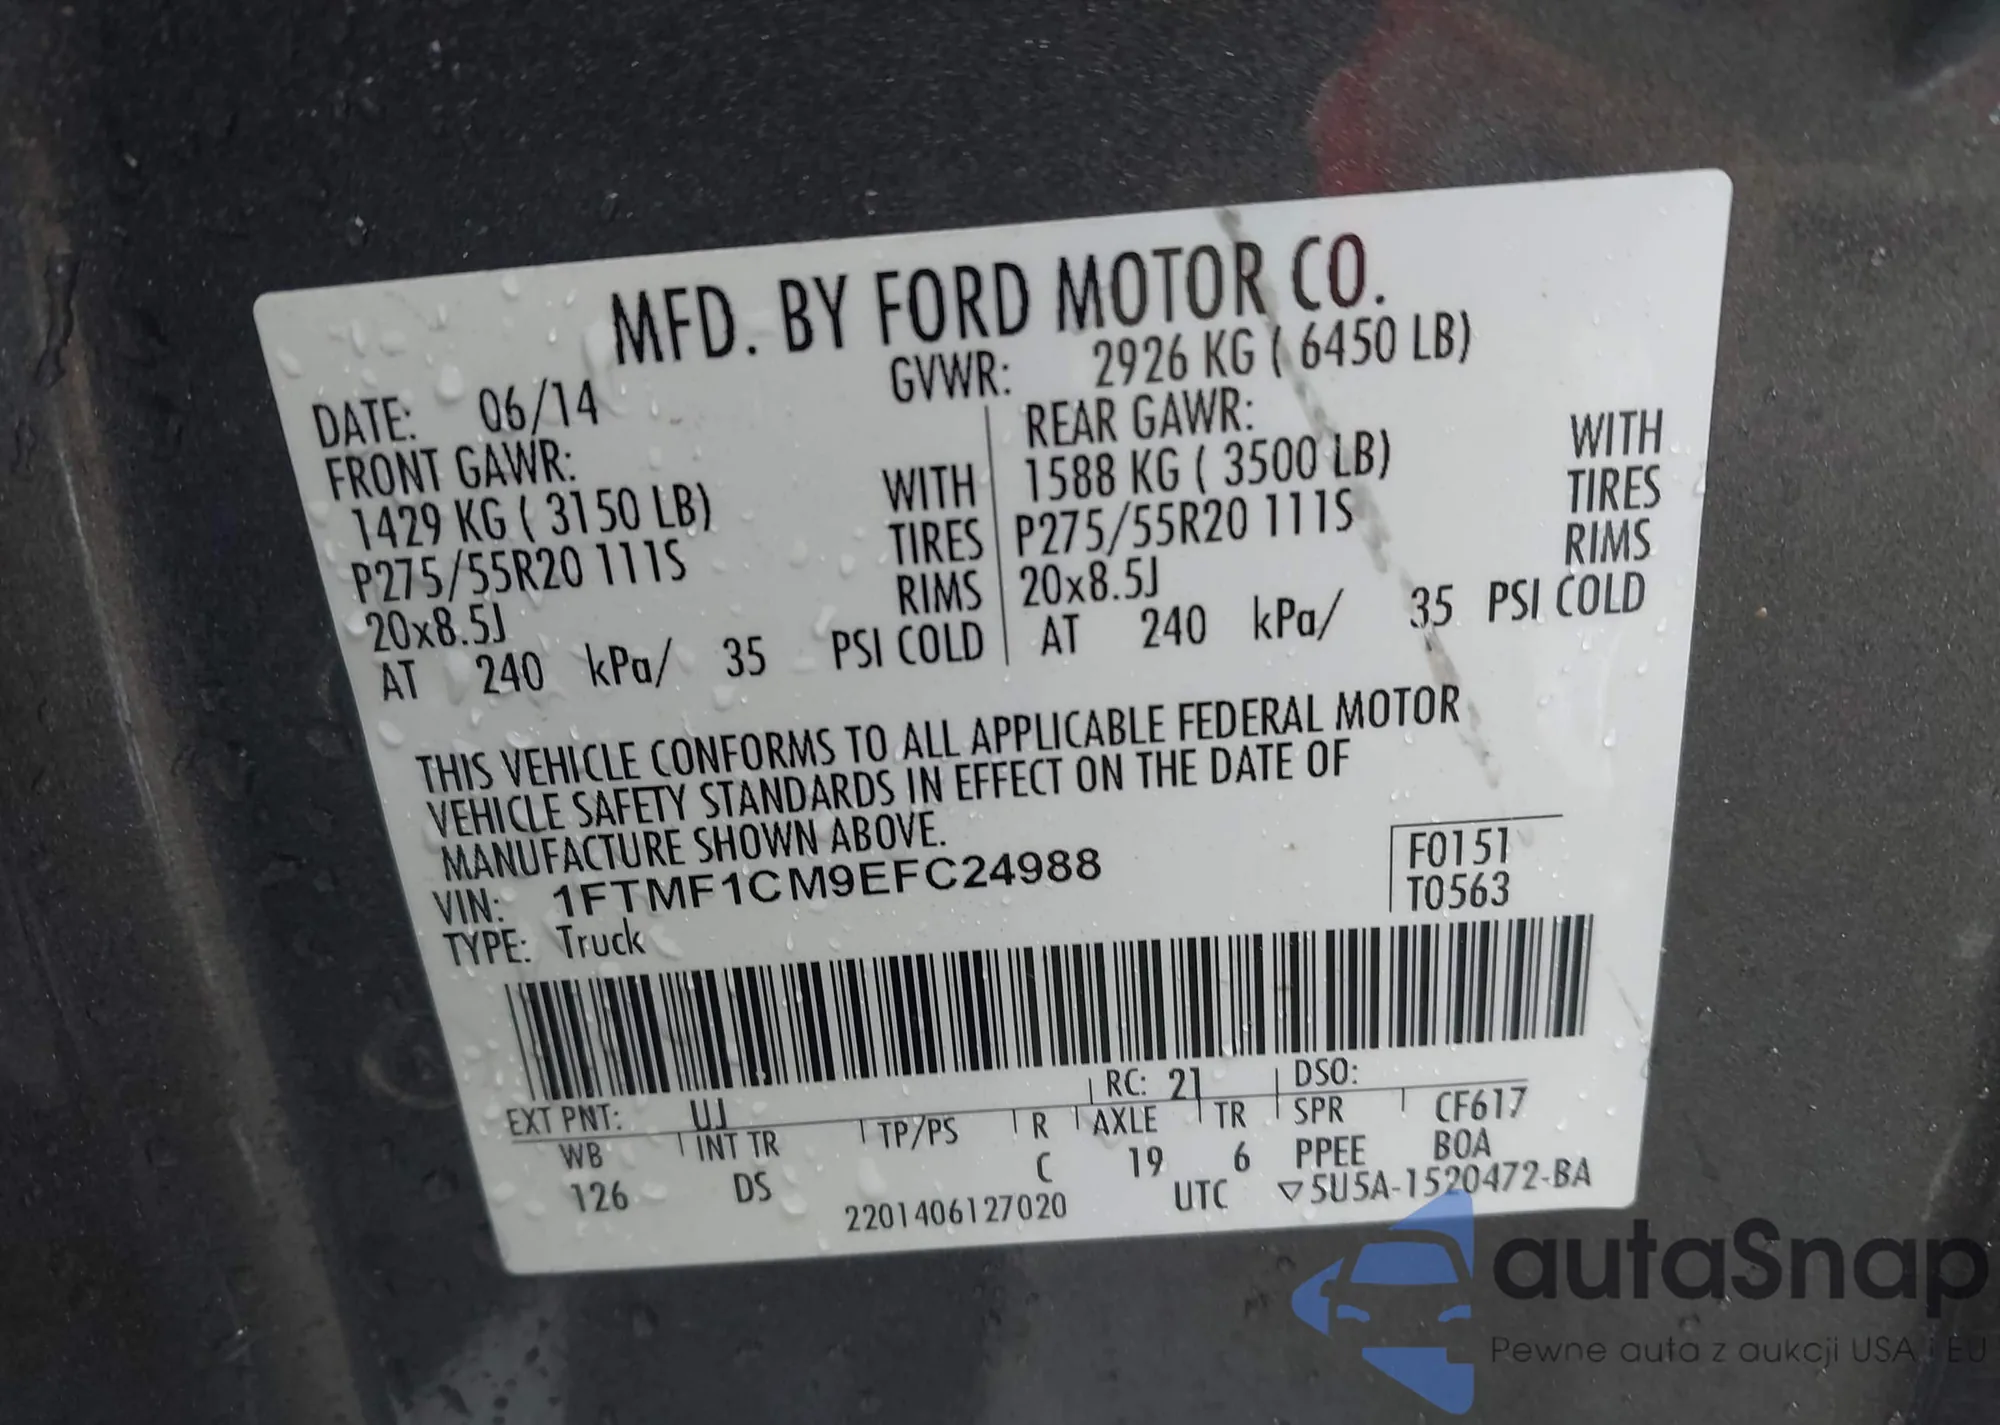 MFD. BY FORD MOTOR CO.
DATE: 06/14 GVWR: 2926 KG ( 6450 LB)
FRONT GAWR: REAR GAWR:
1429 KG ( 3150 LB) WITH 1588 KG ( 3500 LB) WITH
P275/55R20 111S TIRES P275/55R20 111S TIRES
20x8.5J RIMS 20x8.5J RIMS
AT 240 kPa/ 35 PSI COLD AT 240 kPa/ 35 PSI COLD
THIS VEHICLE CONFORMS TO ALL APPLICABLE FEDERAL MOTOR
VEHICLE SAFETY STANDARDS IN EFFECT ON THE DATE OF
MANUFACTURE SHOWN ABOVE.
VIN: 1FTMF1CM9EFC24988
TYPE: Truck
F0151
T0563
EXT PNT: UJ RC: 21 DSO:
WB INT TR TP/PS R AXLE TR SPR CF617
126 DS C 19 6 PPEE BOA
2201406127020 UTC ▽5U5A-1520472-BA
autaSnap
Pewne auta z aukcji USA i EU